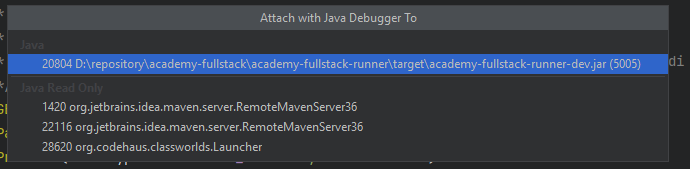 Attach with Java Debugger To
Java
20804 D:\repository\academy-fullstack\academy-fullstack-runner\target\academy-fullstack-runner-dev.jar (5005)
di
Java Read Only
1420 org.jetbrains.idea.maven.server.RemoteMavenServer36
22116 org.jetbrains.idea.maven.server.RemoteMavenServer36
28620 org.codehaus.classworlds.Launcher